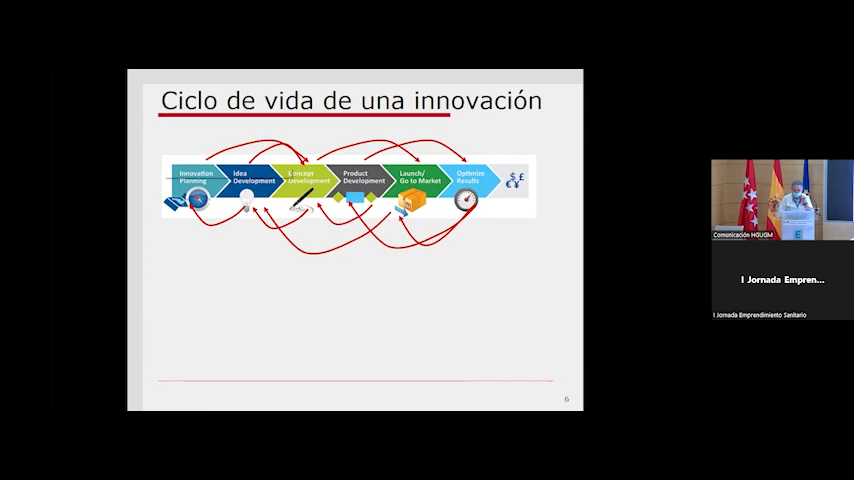 Ciclo de vida de una innovación
Innovation
Planning
Idea
Development
Concept
Development
Product
Development
Launch/
Go to Market
Optimize
Results
$£
€¥
6
Comunicación HGUGM
E
I Jornada Empren...
I Jornada Emprendimiento Sanitario